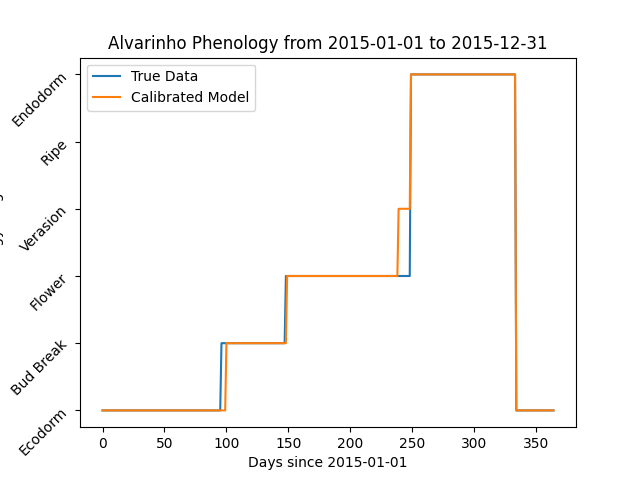 Alvarinho Phenology from 2015-01-01 to 2015-12-31
True Data
Calibrated Model
Endodorm
Ripe
Verasion
Flower
Bud Break
Ecodorm
0 50 100 150 200 250 300 350
Days since 2015-01-01